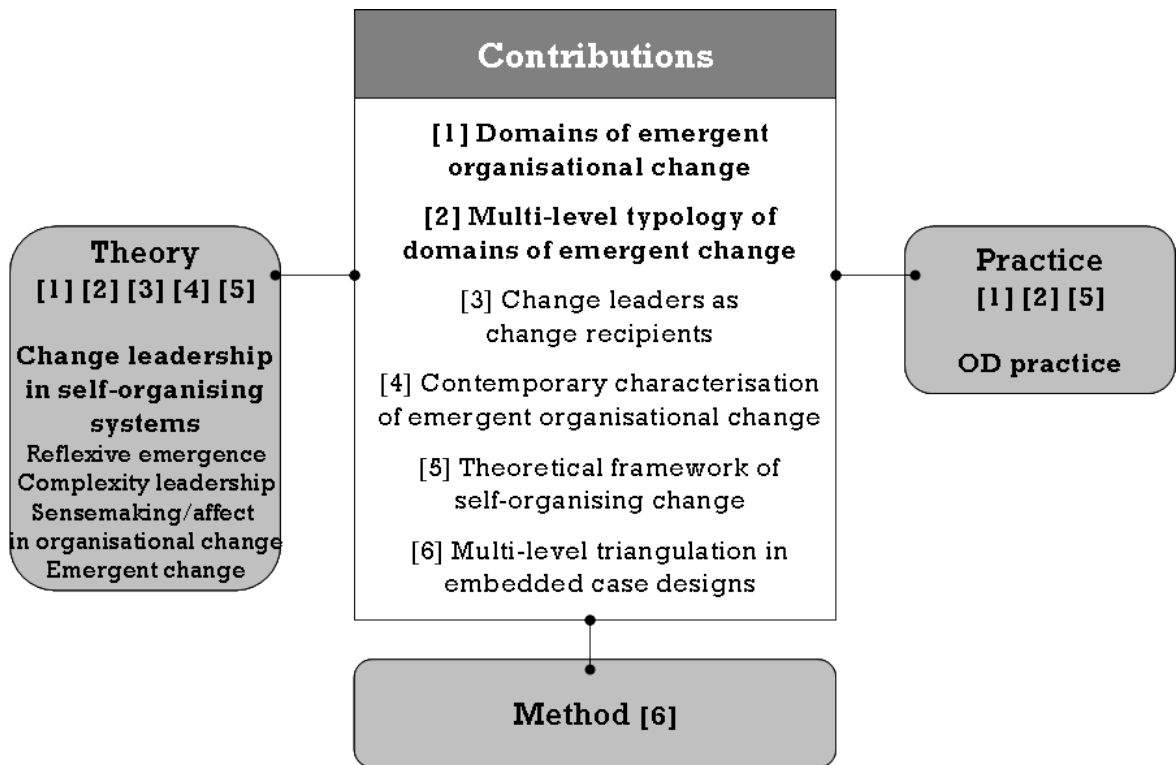 Contributions
[1] Domains of emergent
organisational change
[2] Multi-level typology of
domains of emergent change
[3] Change leaders as
change recipients
[4] Contemporary characterisation
of emergent organisational change
[5] Theoretical framework of
self-organising change
[6] Multi-level triangulation in
embedded case designs
Theory
[1] [2] [3] [4] [5]
Change leadership
in self-organising
systems
Reflexive emergence
Complexity leadership
Sensemaking/affect
in organisational change
Emergent change
Practice
[1] [2] [5]
OD practice
Method [6]